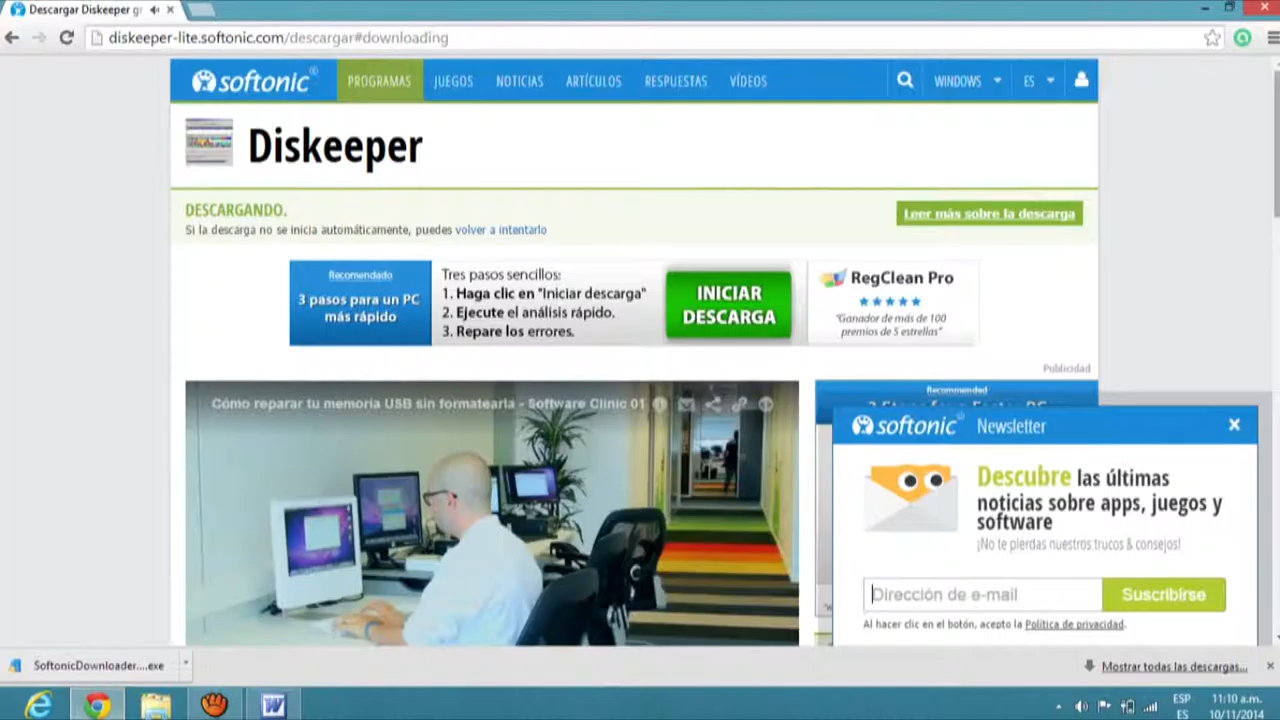 Descargar Diskeeper gr
diskeeper-lite.softonic.com/descargar#downloading
softonic
PROGRAMAS JUEGOS NOTICIAS ARTÍCULOS RESPUESTAS VÍDEOS WINDOWS ES
Diskeeper
DESCARGANDO.
Leer más sobre la descarga
Si la descarga no se inicia automáticamente, puedes volver a intentarlo
Recomendado
3 pasos para un PC
más rápido
Tres pasos sencillos:
1. Haga clic en "Iniciar descarga"
2. Ejecute el análisis rápido.
3. Repare los errores.
INICIAR
DESCARGA
RegClean Pro
"Ganador de más de 100
premios de 5 estrellas"
Publicidad
Cómo reparar tu memoria USB sin formatearla - Software Clinic 01
Recommended
softonic Newsletter
Descubre las últimas
noticias sobre apps, juegos y
software
¡No te pierdas nuestros trucos & consejos!
Dirección de e-mail
Suscribirse
Al hacer clic en el botón, acepto la Política de privacidad.
SoftonicDownloader....exe
Mostrar todas las descargas...
ESP
ES
11:10 a.m.
10/11/2014